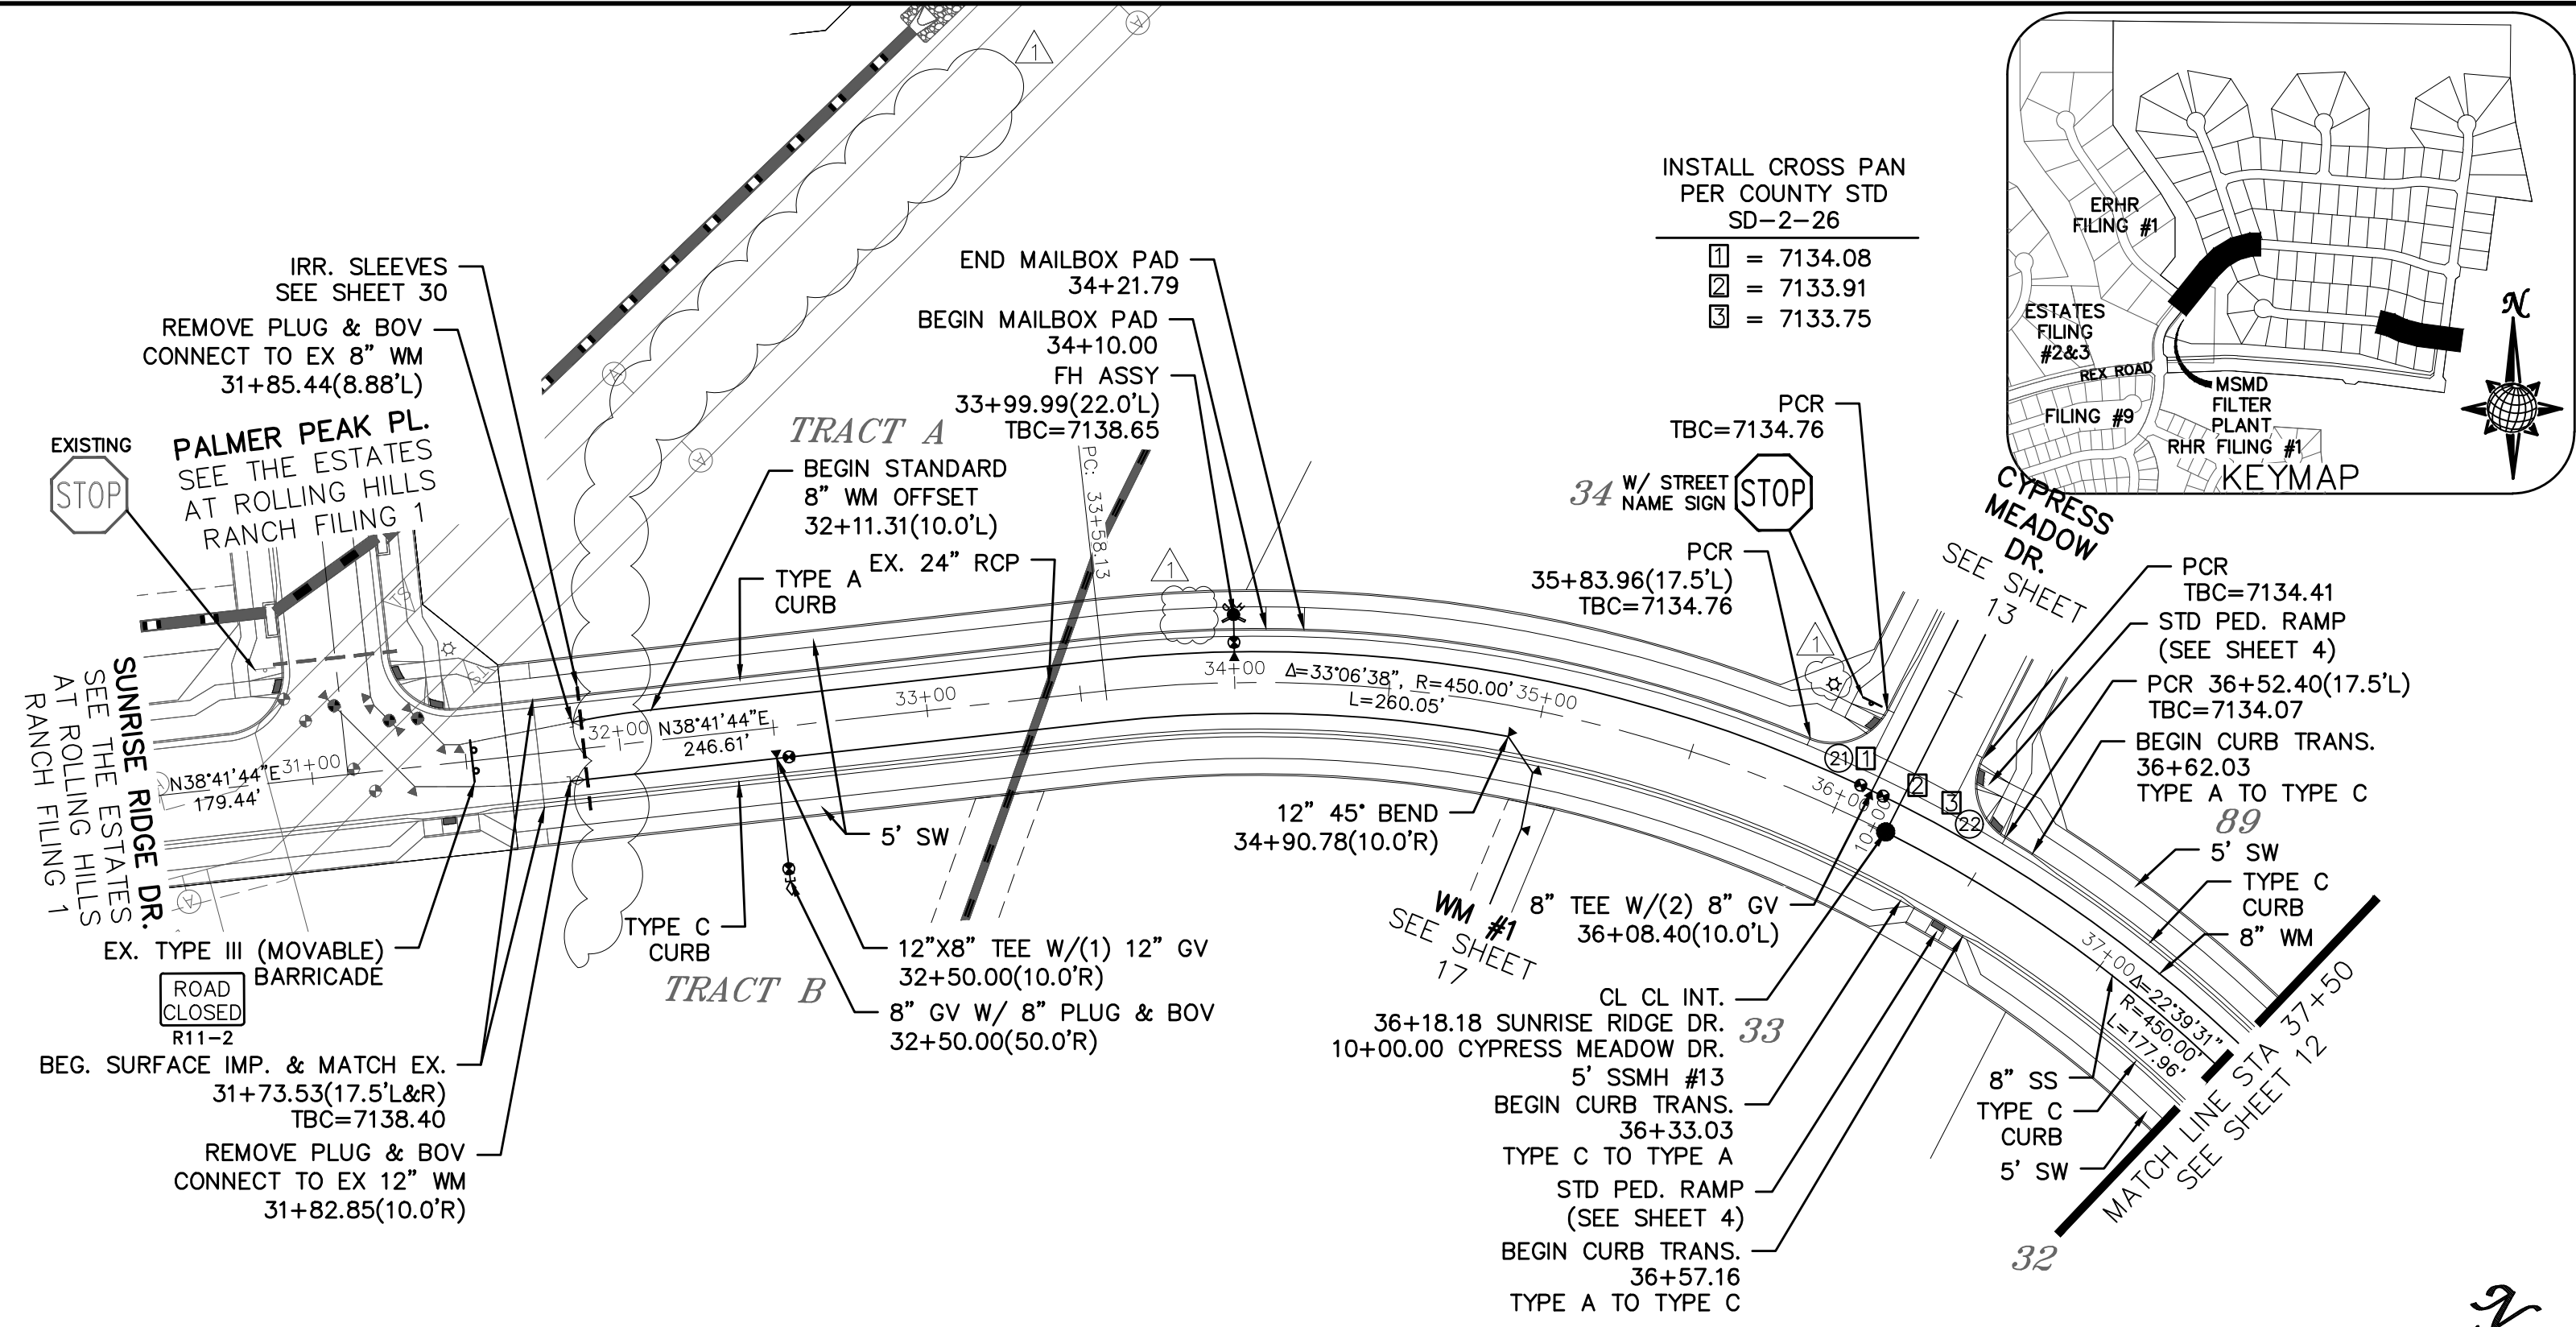 IRR. SLEEVES
SEE SHEET 30
REMOVE PLUG & BOV
CONNECT TO EX 8" WM
31+85.44(8.88'L)
EXISTING
STOP
PALMER PEAK PL.
SEE THE ESTATES
AT ROLLING HILLS
RANCH FILING 1
SUNRISE RIDGE DR.
SEE THE ESTATES
AT ROLLING HILLS
RANCH FILING 1
N38°41'44"E
179.44'
31+00
EX. TYPE III (MOVABLE)
BARRICADE
ROAD
CLOSED
R11-2
BEG. SURFACE IMP. & MATCH EX.
31+73.53(17.5'L&R)
TBC=7138.40
REMOVE PLUG & BOV
CONNECT TO EX 12" WM
31+82.85(10.0'R)
1
A
A
A
A
END MAILBOX PAD
34+21.79
BEGIN MAILBOX PAD
34+10.00
FH ASSY
33+99.99(22.0'L)
TBC=7138.65
TRACT A
BEGIN STANDARD
8" WM OFFSET
32+11.31(10.0'L)
EX. 24" RCP
TYPE A
CURB
PC: 33+58.13
1
32+00
N38°41'44"E
246.61'
33+00
34+00
Δ=33°06'38", R=450.00'
L=260.05'
35+00
5' SW
TYPE C
CURB
TRACT B
12"X8" TEE W/(1) 12" GV
32+50.00(10.0'R)
8" GV W/ 8" PLUG & BOV
32+50.00(50.0'R)
12" 45° BEND
34+90.78(10.0'R)
WM #1
SEE SHEET
17
INSTALL CROSS PAN
PER COUNTY STD
SD-2-26
1 = 7134.08
2 = 7133.91
3 = 7133.75
PCR
TBC=7134.76
34
W/ STREET
NAME SIGN
STOP
PCR
35+83.96(17.5'L)
TBC=7134.76
1
CYPRESS
MEADOW
DR.
SEE SHEET
13
21
1
2
3
22
36+00
10+00
PCR
TBC=7134.41
STD PED. RAMP
(SEE SHEET 4)
PCR 36+52.40(17.5'L)
TBC=7134.07
BEGIN CURB TRANS.
36+62.03
TYPE A TO TYPE C
89
5' SW
TYPE C
CURB
8" WM
37+00
Δ=22°39'31"
R=450.00'
L=177.96'
8" TEE W/(2) 8" GV
36+08.40(10.0'L)
CL CL INT.
36+18.18 SUNRISE RIDGE DR.
10+00.00 CYPRESS MEADOW DR.
33
5' SSMH #13
BEGIN CURB TRANS.
36+33.03
TYPE C TO TYPE A
STD PED. RAMP
(SEE SHEET 4)
BEGIN CURB TRANS.
36+57.16
TYPE A TO TYPE C
8" SS
TYPE C
CURB
5' SW
MATCH LINE STA 37+50
SEE SHEET 12
32
N
ERHR
FILING #1
ESTATES
FILING
#2&3
REX ROAD
FILING #9
MSMD
FILTER
PLANT
RHR FILING #1
KEYMAP
N